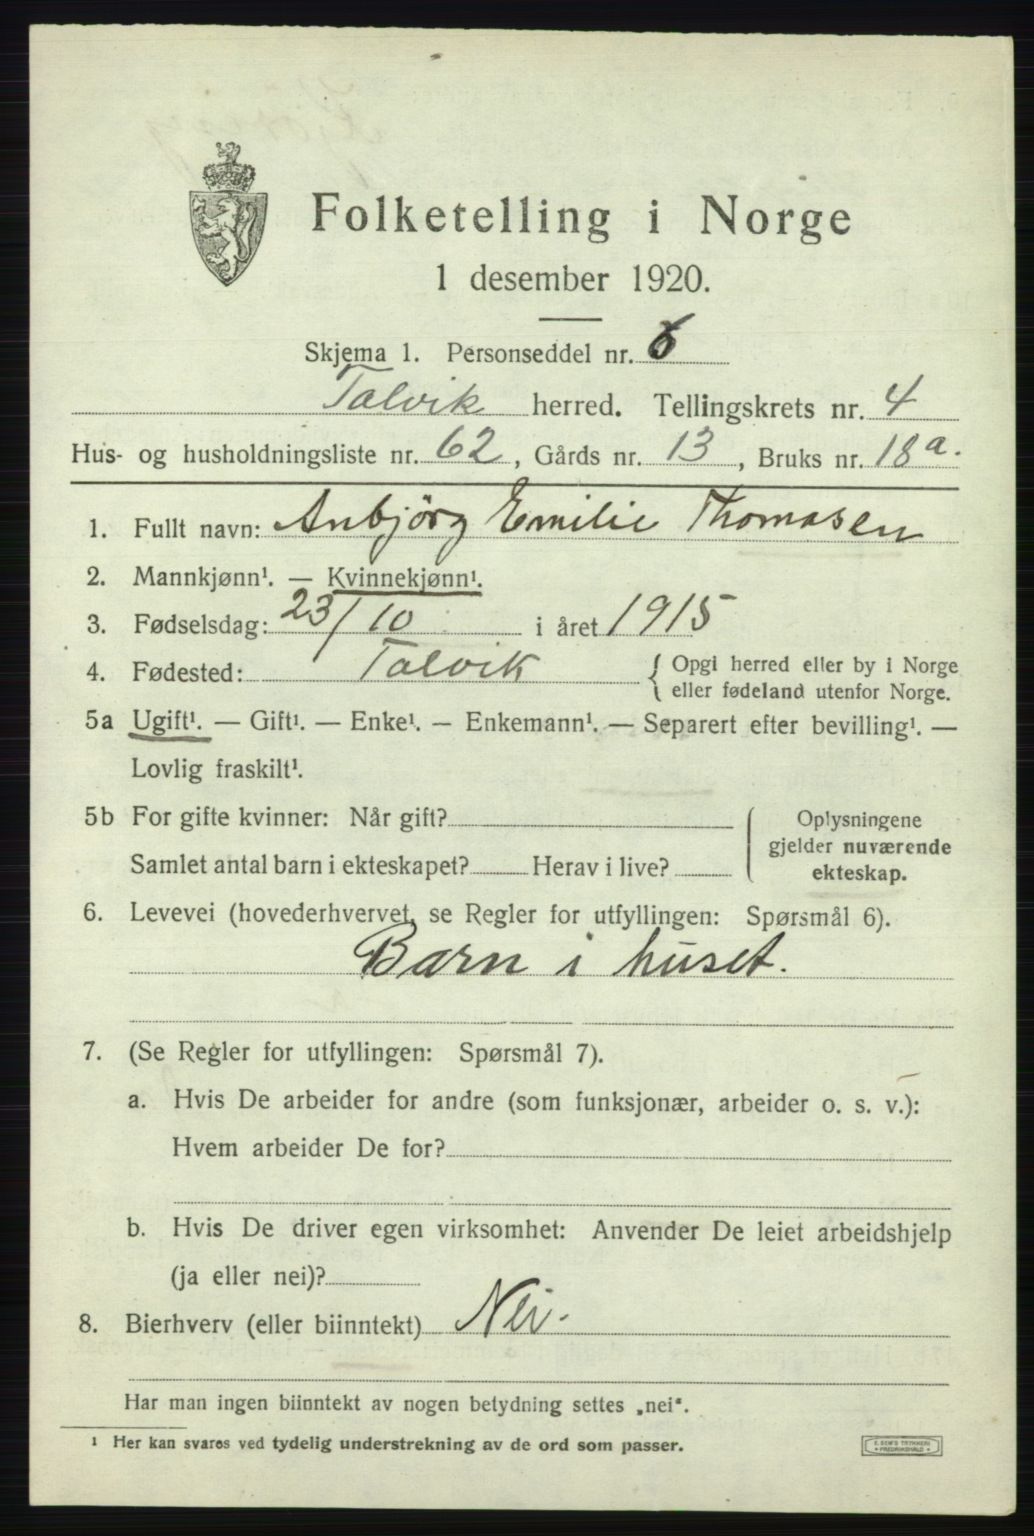 Folketelling i Norge
1 desember 1920.
Skjema 1. Personseddel nr. 6
Talvik herred. Tellingskrets nr. 4
Hus- og husholdningsliste nr. 62, Gårds nr. 13, Bruks nr. 18 a.
1. Fullt navn: Anbjörg Emilie Thomasen
2. Mannkjønn¹. — Kvinnekjønn¹.
3. Fødselsdag: 23/10 i året 1915
4. Fødested: Talvik { Opgi herred eller by i Norge
eller fødeland utenfor Norge.
5a Ugift¹. — Gift¹. — Enke¹. — Enkemann¹. — Separert efter bevilling¹. —
Lovlig fraskilt¹.
5b For gifte kvinner: Når gift?
Samlet antal barn i ekteskapet? Herav i live?
Oplysningene
gjelder nuværende
ekteskap.
6. Levevei (hovederhvervet, se Regler for utfyllingen: Spørsmål 6).
Barn i huset.
7. (Se Regler for utfyllingen: Spørsmål 7).
a. Hvis De arbeider for andre (som funksjonær, arbeider o. s. v.):
Hvem arbeider De for?
b. Hvis De driver egen virksomhet: Anvender De leiet arbeidshjelp
(ja eller nei)?
8. Bierhverv (eller biinntekt) Nei.
Har man ingen biinntekt av nogen betydning settes „nei“.
¹ Her kan svares ved tydelig understrekning av de ord som passer.